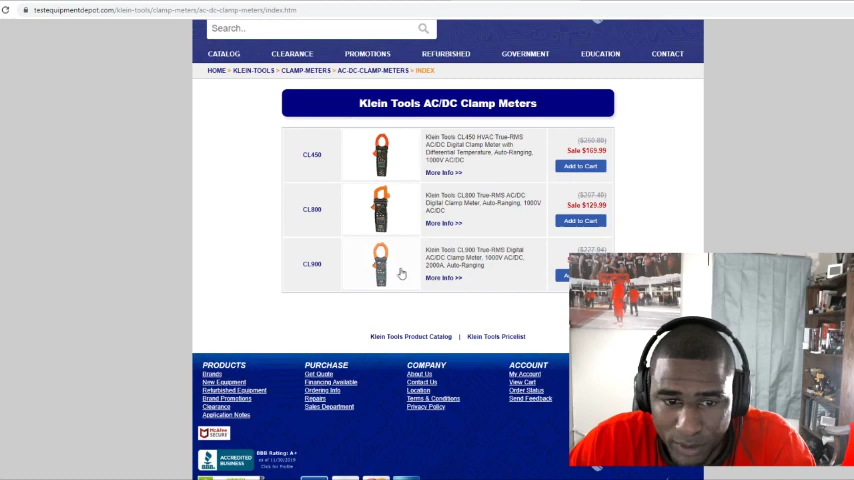 testequipmentdepot.com/klein-tools/clamp-meters/ac-dc-clamp-meters/index.htm
Search..
CATALOG CLEARANCE PROMOTIONS REFURBISHED GOVERNMENT EDUCATION CONTACT
HOME > KLEIN-TOOLS > CLAMP-METERS > AC-DC-CLAMP-METERS > INDEX
Klein Tools AC/DC Clamp Meters
CL450
Klein Tools CL450 HVAC True-RMS
AC/DC Digital Clamp Meter with
Differential Temperature, Auto-Ranging,
1000V AC/DC
More Info >>
($250.80)
Sale $169.99
Add to Cart
CL800
Klein Tools CL800 True-RMS AC/DC
Digital Clamp Meter, Auto-Ranging, 1000V
AC/DC
More Info >>
($207.40)
Sale $129.99
Add to Cart
CL900
Klein Tools CL900 True-RMS Digital
AC/DC Clamp Meter, 1000V AC/DC,
2000A, Auto-Ranging
More Info >>
($227.94)
Klein Tools Product Catalog | Klein Tools Pricelist
PRODUCTS
Brands
New Equipment
Refurbished Equipment
Brand Promotions
Clearance
Application Notes
PURCHASE
Get Quote
Financing Available
Ordering Info
Repairs
Sales Department
COMPANY
About Us
Contact Us
Location
Terms & Conditions
Privacy Policy
ACCOUNT
My Account
View Cart
Order Status
Send Feedback
McAfee
SECURE
BBB
ACCREDITED
BUSINESS
BBB Rating: A+
as of 11/30/2019
Click for Profile